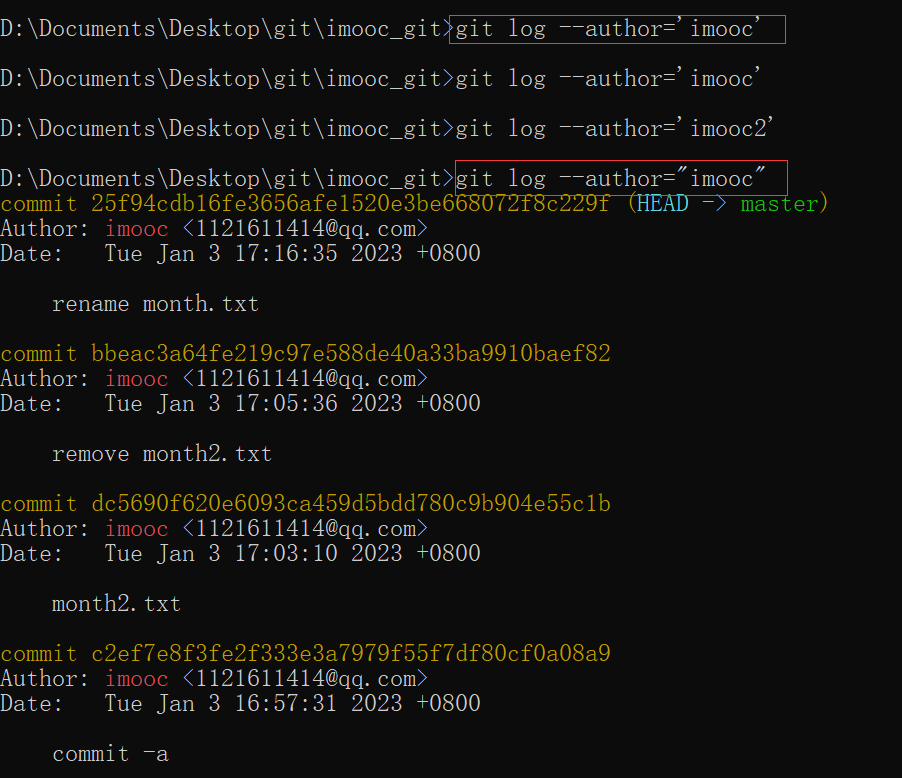 D:\Documents\Desktop\git\imooc_git>git log --author='imooc'
D:\Documents\Desktop\git\imooc_git>git log --author='imooc'
D:\Documents\Desktop\git\imooc_git>git log --author='imooc2'
D:\Documents\Desktop\git\imooc_git>git log --author="imooc"
commit 25f94cdb16fe3656afe1520e3be668072f8c229f (HEAD -> master)
Author: imooc <1121611414@qq.com>
Date:   Tue Jan 3 17:16:35 2023 +0800
rename month.txt
commit bbeac3a64fe219c97e588de40a33ba9910baef82
Author: imooc <1121611414@qq.com>
Date:   Tue Jan 3 17:05:36 2023 +0800
remove month2.txt
commit dc5690f620e6093ca459d5bdd780c9b904e55c1b
Author: imooc <1121611414@qq.com>
Date:   Tue Jan 3 17:03:10 2023 +0800
month2.txt
commit c2ef7e8f3fe2f333e3a7979f55f7df80cf0a08a9
Author: imooc <1121611414@qq.com>
Date:   Tue Jan 3 16:57:31 2023 +0800
commit -a